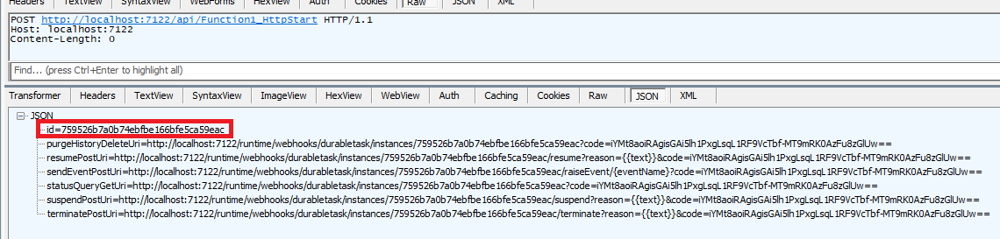 Headers TextView SyntaxView WebForms HexView Auth Cookies Raw JSON XML
POST http://localhost:7122/api/Function1_HttpStart HTTP/1.1
Host: localhost:7122
Content-Length: 0
Find... (press Ctrl+Enter to highlight all)
Transformer Headers TextView SyntaxView ImageView HexView WebView Auth Caching Cookies Raw JSON XML
JSON
id=759526b7a0b74ebfbe166bfe5ca59eac
purgeHistoryDeleteUri=http://localhost:7122/runtime/webhooks/durabletask/instances/759526b7a0b74ebfbe166bfe5ca59eac?code=iYMt8aoiRAgisGAi5lh1PxgLsqL1RF9VcTbf-MT9mRK0AzFu8zGlUw==
resumePostUri=http://localhost:7122/runtime/webhooks/durabletask/instances/759526b7a0b74ebfbe166bfe5ca59eac/resume?reason={{text}}&code=iYMt8aoiRAgisGAi5lh1PxgLsqL1RF9VcTbf-MT9mRK0AzFu8zGlUw==
sendEventPostUri=http://localhost:7122/runtime/webhooks/durabletask/instances/759526b7a0b74ebfbe166bfe5ca59eac/raiseEvent/{eventName}?code=iYMt8aoiRAgisGAi5lh1PxgLsqL1RF9VcTbf-MT9mRK0AzFu8zGlUw==
statusQueryGetUri=http://localhost:7122/runtime/webhooks/durabletask/instances/759526b7a0b74ebfbe166bfe5ca59eac?code=iYMt8aoiRAgisGAi5lh1PxgLsqL1RF9VcTbf-MT9mRK0AzFu8zGlUw==
suspendPostUri=http://localhost:7122/runtime/webhooks/durabletask/instances/759526b7a0b74ebfbe166bfe5ca59eac/suspend?reason={{text}}&code=iYMt8aoiRAgisGAi5lh1PxgLsqL1RF9VcTbf-MT9mRK0AzFu8zGlUw==
terminatePostUri=http://localhost:7122/runtime/webhooks/durabletask/instances/759526b7a0b74ebfbe166bfe5ca59eac/terminate?reason={{text}}&code=iYMt8aoiRAgisGAi5lh1PxgLsqL1RF9VcTbf-MT9mRK0AzFu8zGlUw==